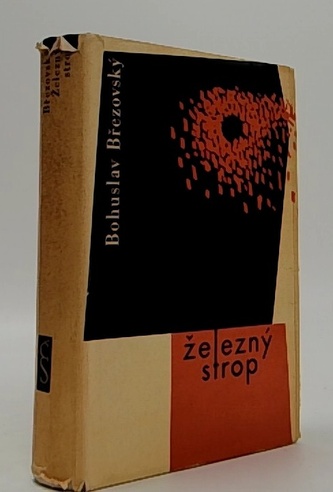 Březovský
Železný
strop
Bohuslav Březovský
železný
strop